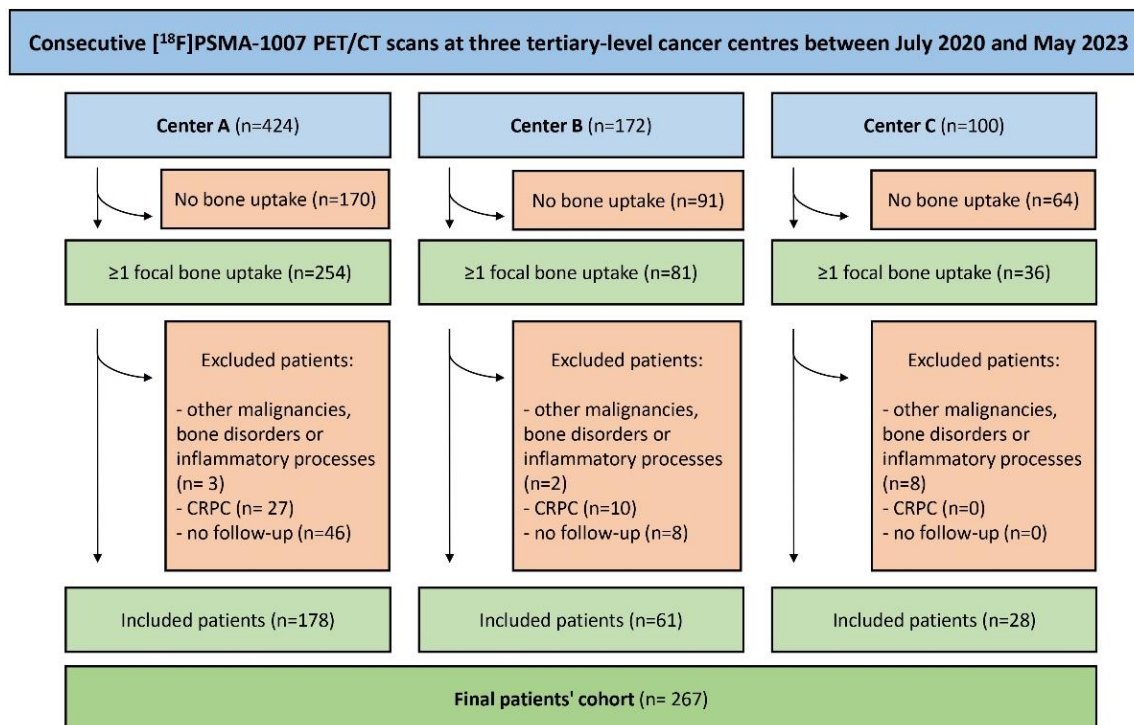 Consecutive [¹⁸F]PSMA-1007 PET/CT scans at three tertiary-level cancer centres between July 2020 and May 2023
Center A (n=424)
Center B (n=172)
Center C (n=100)
No bone uptake (n=170)
No bone uptake (n=91)
No bone uptake (n=64)
≥1 focal bone uptake (n=254)
≥1 focal bone uptake (n=81)
≥1 focal bone uptake (n=36)
Excluded patients:
- other malignancies,
bone disorders or
inflammatory processes
(n= 3)
- CRPC (n= 27)
- no follow-up (n=46)
Excluded patients:
- other malignancies,
bone disorders or
inflammatory processes
(n=2)
- CRPC (n=10)
- no follow-up (n=8)
Excluded patients:
- other malignancies,
bone disorders or
inflammatory processes
(n=8)
- CRPC (n=0)
- no follow-up (n=0)
Included patients (n=178)
Included patients (n=61)
Included patients (n=28)
Final patients' cohort (n= 267)